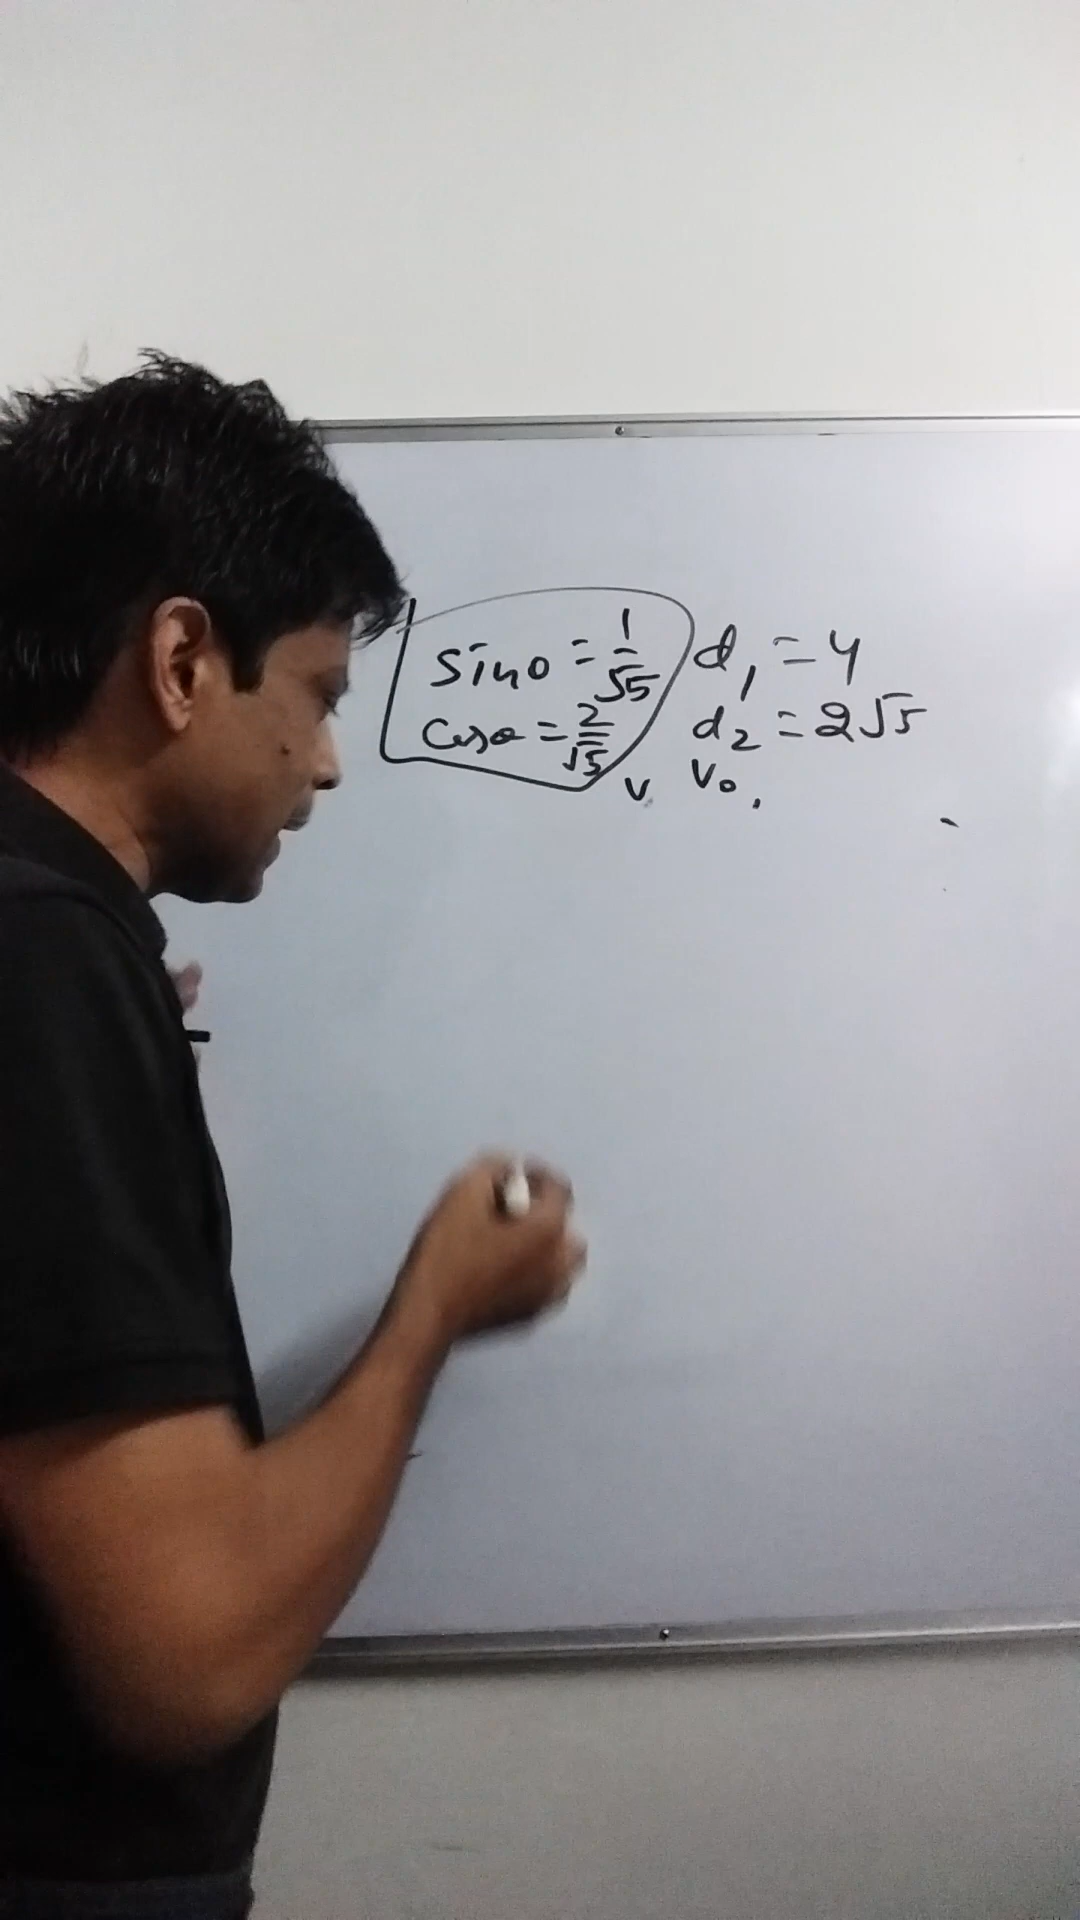 sinθ = 1/√5 d₁ = 4
cosθ = 2/√5 d₂ = 2√5
v v₀